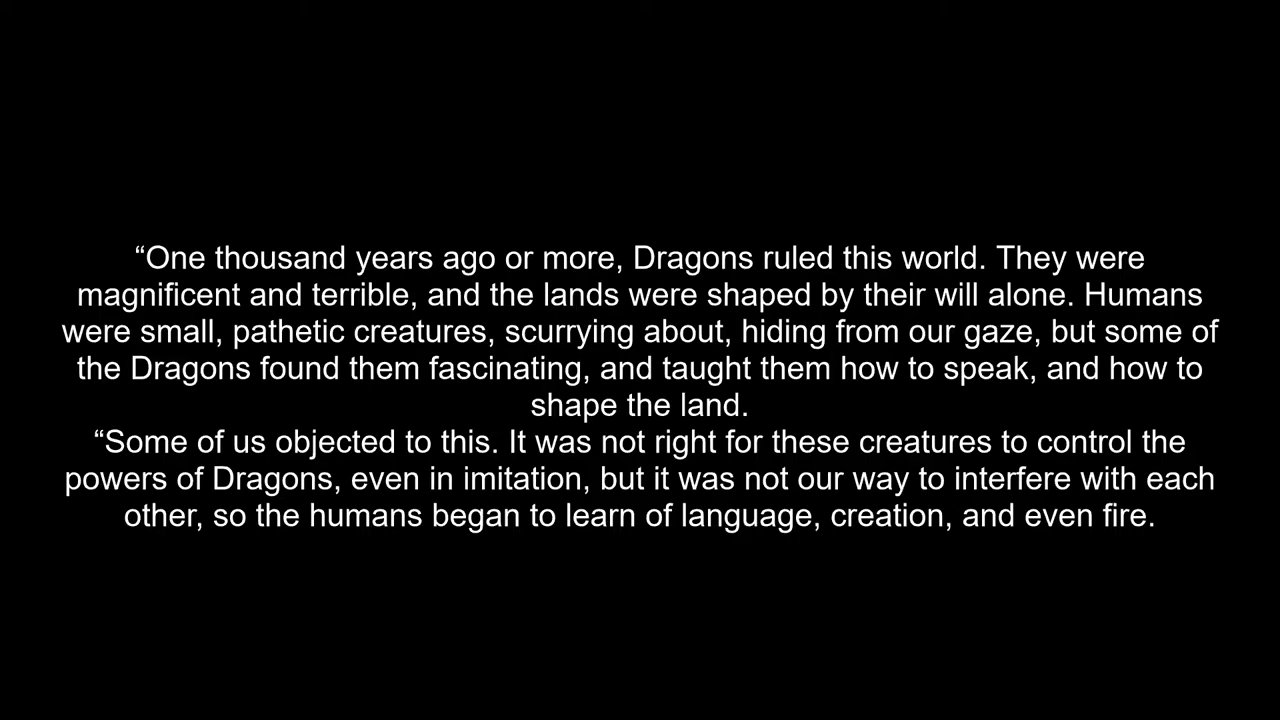 “One thousand years ago or more, Dragons ruled this world. They were
magnificent and terrible, and the lands were shaped by their will alone. Humans
were small, pathetic creatures, scurrying about, hiding from our gaze, but some of
the Dragons found them fascinating, and taught them how to speak, and how to
shape the land.
“Some of us objected to this. It was not right for these creatures to control the
powers of Dragons, even in imitation, but it was not our way to interfere with each
other, so the humans began to learn of language, creation, and even fire.